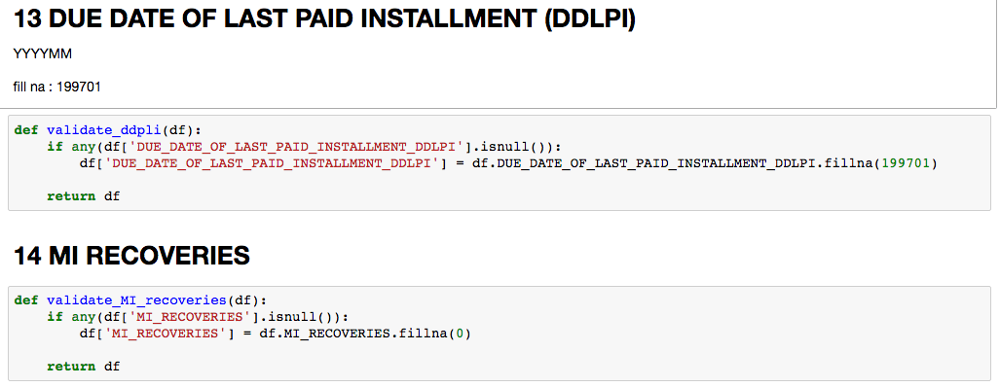 13 DUE DATE OF LAST PAID INSTALLMENT (DDLPI)
YYYYMM
fill na : 199701
def validate_ddpli(df):
    if any(df['DUE_DATE_OF_LAST_PAID_INSTALLMENT_DDLPI'].isnull()):
        df['DUE_DATE_OF_LAST_PAID_INSTALLMENT_DDLPI'] = df.DUE_DATE_OF_LAST_PAID_INSTALLMENT_DDLPI.fillna(199701)
    return df
14 MI RECOVERIES
def validate_MI_recoveries(df):
    if any(df['MI_RECOVERIES'].isnull()):
        df['MI_RECOVERIES'] = df.MI_RECOVERIES.fillna(0)
    return df